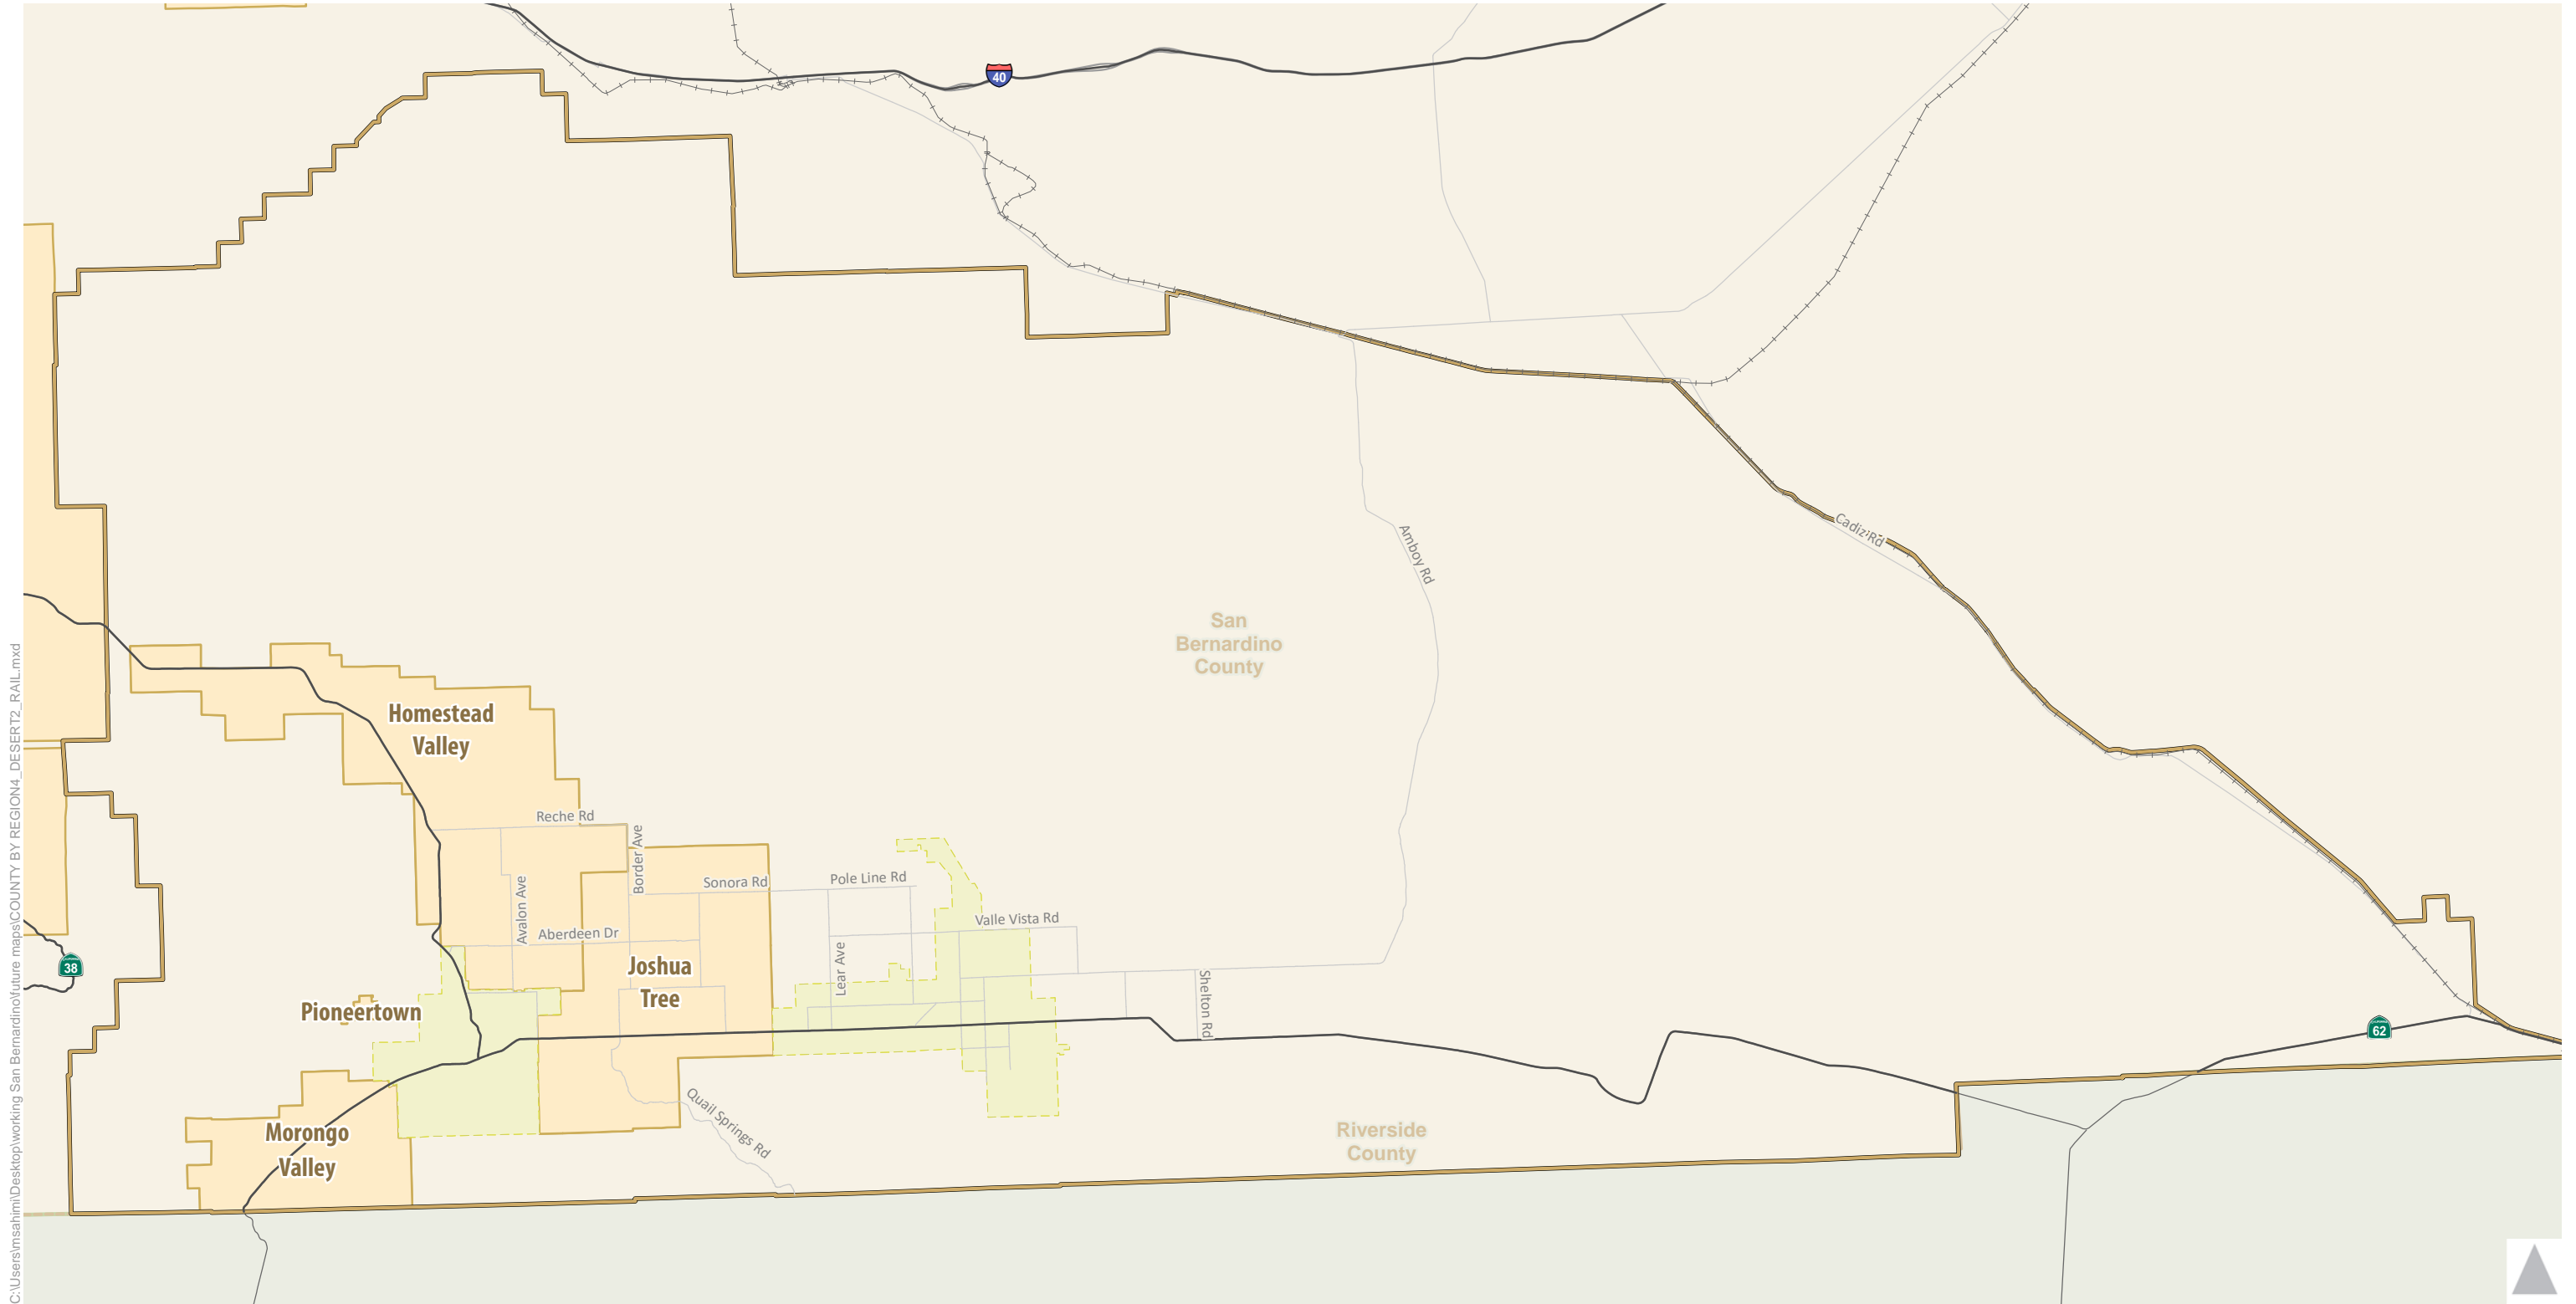 40
Cadiz Rd
Amboy Rd
San
Bernardino
County
Homestead
Valley
Reche Rd
Border Ave
Avalon Ave
Sonora Rd
Pole Line Rd
Valle Vista Rd
Aberdeen Dr
Lear Ave
Joshua
Tree
Shelton Rd
38
Pioneertown
62
Quail Springs Rd
Morongo
Valley
Riverside
County
C:\Users\msahimi\Desktop\working San Bernardino\future maps\COUNTY BY REGION4_DESERT2_RAIL.mxd